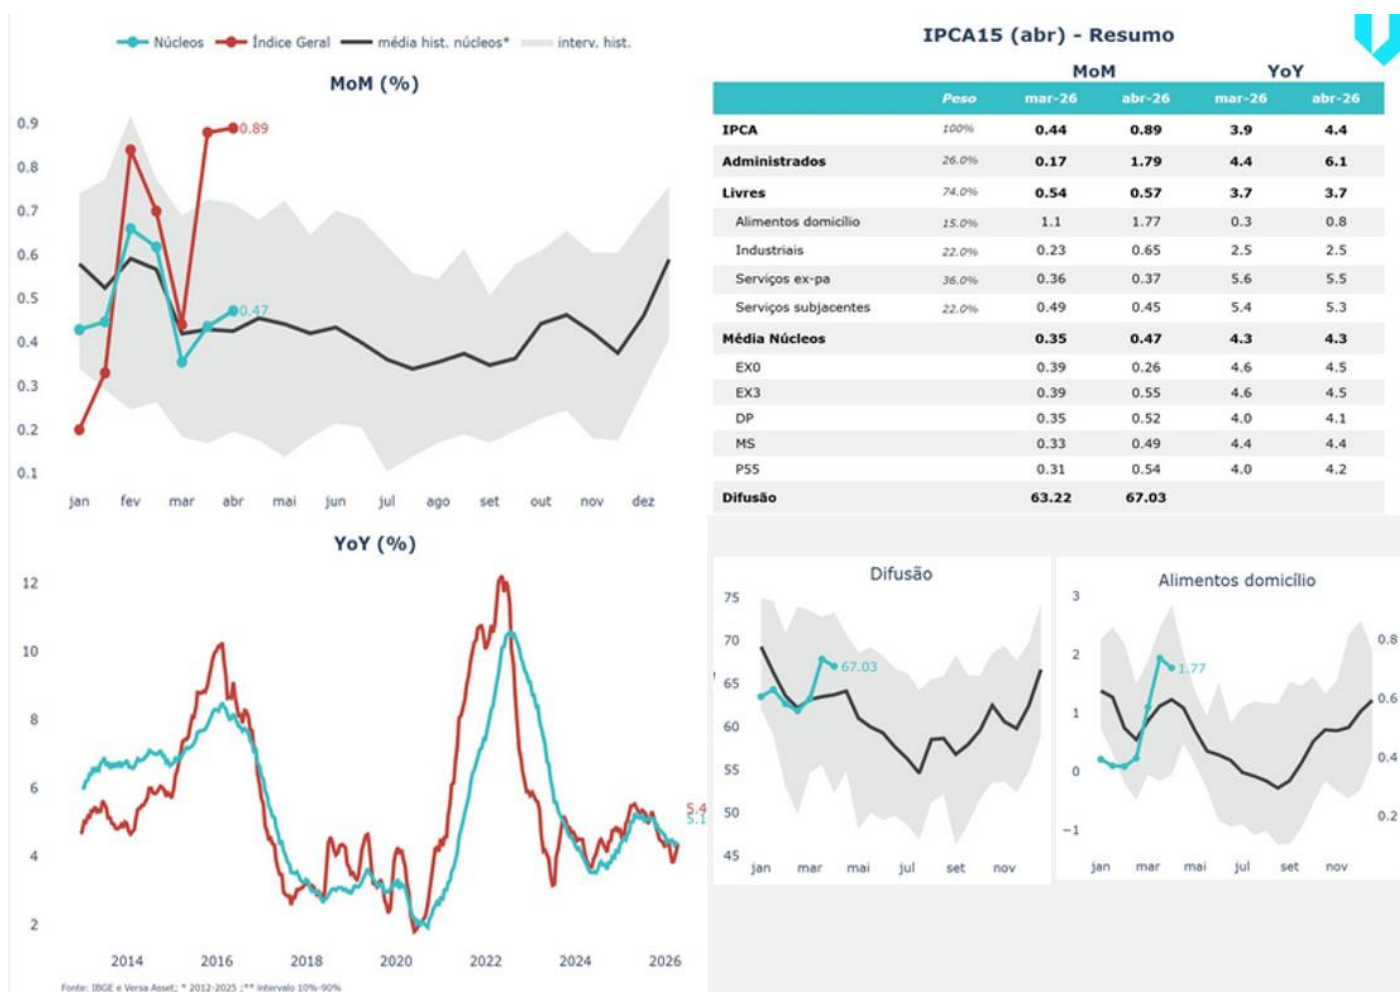 Núcleos Índice Geral média hist. núcleos* interv. hist.
MoM (%)
0.9
0.8
0.7
0.6
0.5
0.4
0.3
0.2
0.1
0.89
0.47
jan fev mar abr mai jun jul ago set out nov dez
YoY (%)
12
10
8
6
4
2
5.4
5.1
2014 2016 2018 2020 2022 2024 2026
Fonte: IBGE e Versa Asset; * 2012-2025 ;** intervalo 10%-90%
IPCA15 (abr) - Resumo
MoM YoY
Peso mar-26 abr-26 mar-26 abr-26
IPCA 100% 0.44 0.89 3.9 4.4
Administrados 26.0% 0.17 1.79 4.4 6.1
Livres 74.0% 0.54 0.57 3.7 3.7
Alimentos domicílio 15.0% 1.1 1.77 0.3 0.8
Industriais 22.0% 0.23 0.65 2.5 2.5
Serviços ex-pa 36.0% 0.36 0.37 5.6 5.5
Serviços subjacentes 22.0% 0.49 0.45 5.4 5.3
Média Núcleos 0.35 0.47 4.3 4.3
EX0 0.39 0.26 4.6 4.5
EX3 0.39 0.55 4.6 4.5
DP 0.35 0.52 4.0 4.1
MS 0.33 0.49 4.4 4.4
P55 0.31 0.54 4.0 4.2
Difusão 63.22 67.03
Difusão
75
70
65
60
55
50
45
67.03
jan mar mai jul set nov
Alimentos domicílio
3
2
1
0
−1
1.77
jan mar mai jul set nov
0.8
0.6
0.4
0.2